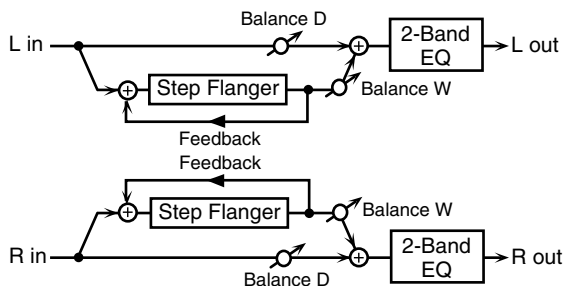 Balance D
L in
2-Band
EQ
L out
Step Flanger
Balance W
Feedback
Feedback
Step Flanger
Balance W
R in
2-Band
EQ
R out
Balance D